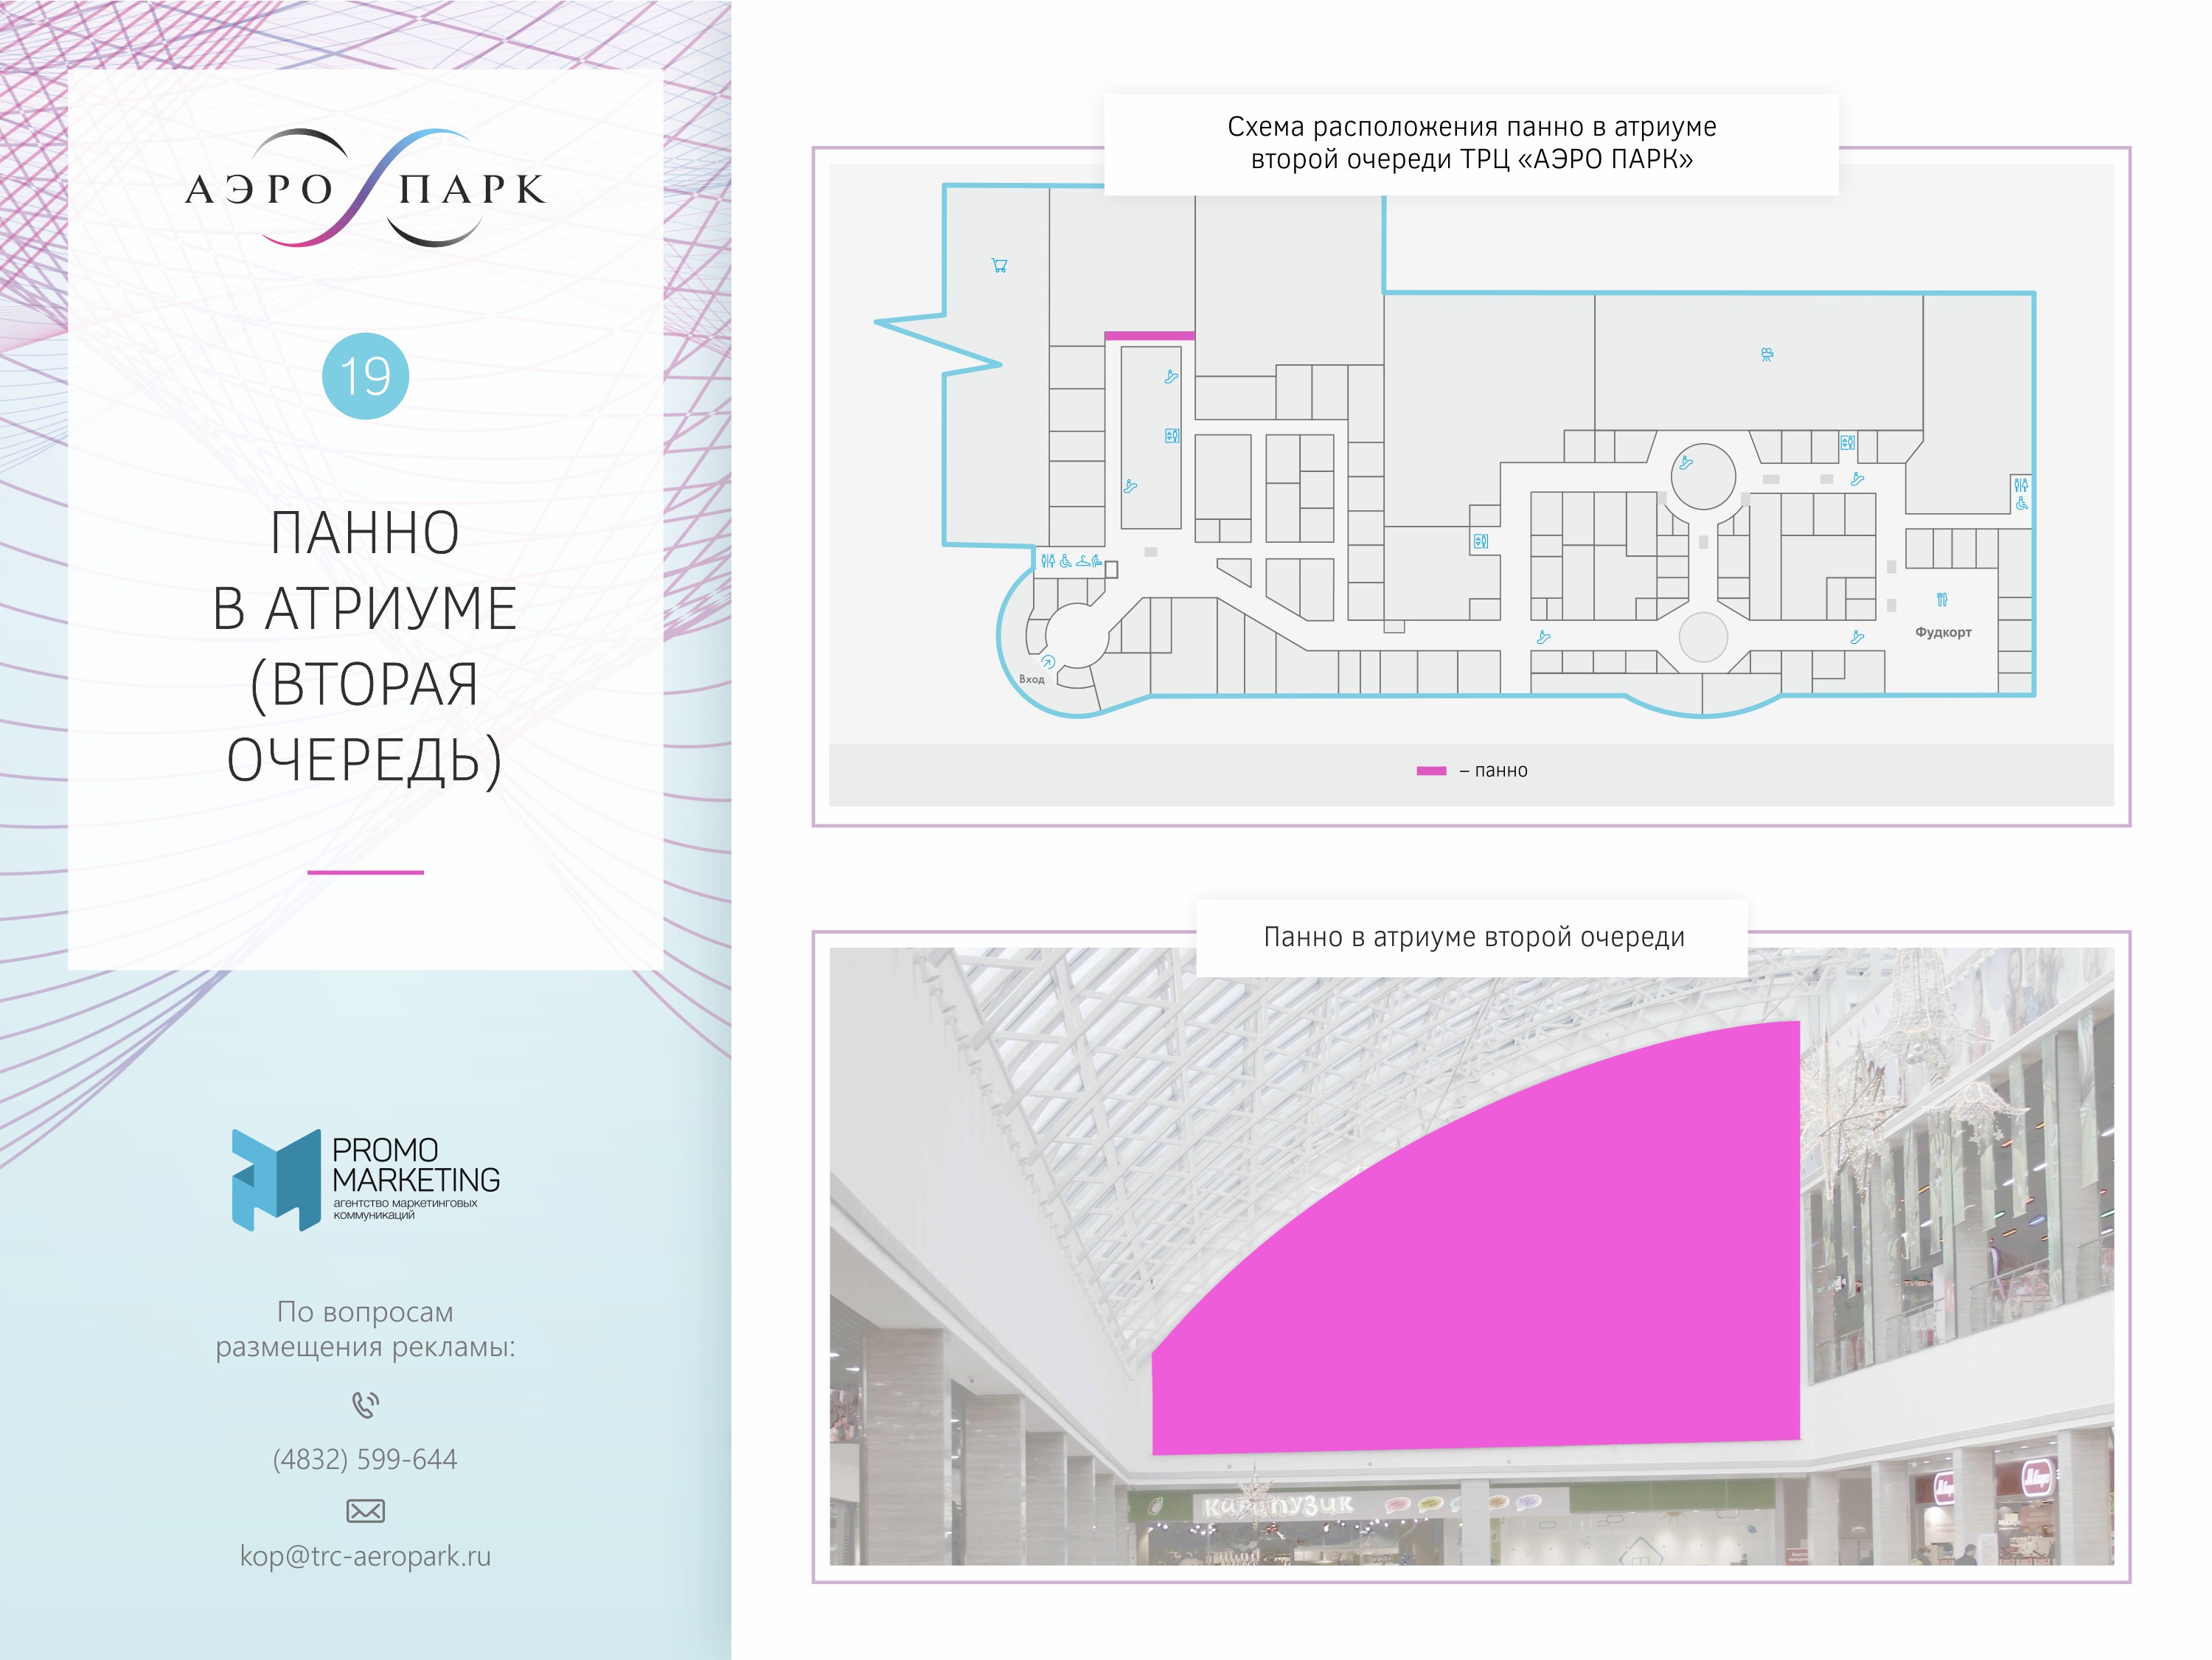 АЭРО ПАРК
19
ПАННО
В АТРИУМЕ
(ВТОРАЯ
ОЧЕРЕДЬ)
PROMO
MARKETING
агентство маркетинговых
коммуникаций
По вопросам
размещения рекламы:
(4832) 599-644
kop@trc-aeropark.ru
Схема расположения панно в атриуме
второй очереди ТРЦ «АЭРО ПАРК»
Фудкорт
Вход
– панно
Панно в атриуме второй очереди
карапузик